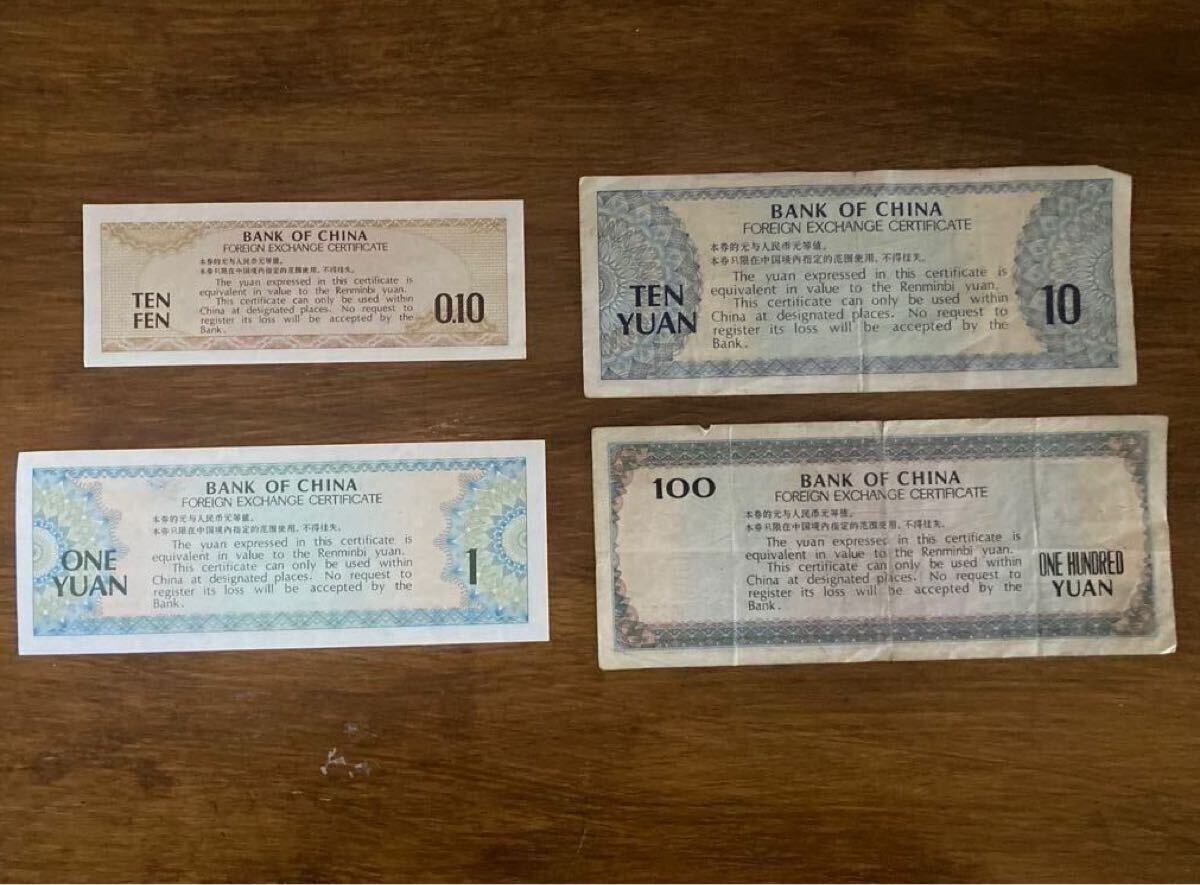 BANK OF CHINA
FOREIGN EXCHANGE CERTIFICATE
本券的元与人民币元等值。
本券只限在中国境内指定的范围使用，不得挂失。
The yuan expressed in this certificate is
equivalent in value to the Renminbi yuan.
This certificate can only be used within
China at designated places. No request to
register its loss will be accepted by the
Bank.
TEN
FEN
0.10
BANK OF CHINA
FOREIGN EXCHANGE CERTIFICATE
本券的元与人民币元等值。
本券只限在中国境内指定的范围使用，不得挂失。
The yuan expressed in this certificate is
equivalent in value to the Renminbi yuan.
This certificate can only be used within
China at designated places. No request to
register its loss will be accepted by the
Bank.
TEN
YUAN
10
BANK OF CHINA
FOREIGN EXCHANGE CERTIFICATE
本券的元与人民币元等值。
本券只限在中国境内指定的范围使用，不得挂失。
The yuan expressed in this certificate is
equivalent in value to the Renminbi yuan.
This certificate can only be used within
China at designated places. No request to
register its loss will be accepted by the
Bank.
ONE
YUAN
1
100
BANK OF CHINA
FOREIGN EXCHANGE CERTIFICATE
本券的元与人民币元等值。
本券只限在中国境内指定的范围使用，不得挂失。
The yuan expressed in this certificate is
equivalent in value to the Renminbi yuan.
This certificate can only be used within
China at designated places. No request to
register its loss will be accepted by the
Bank.
ONE HUNDRED
YUAN